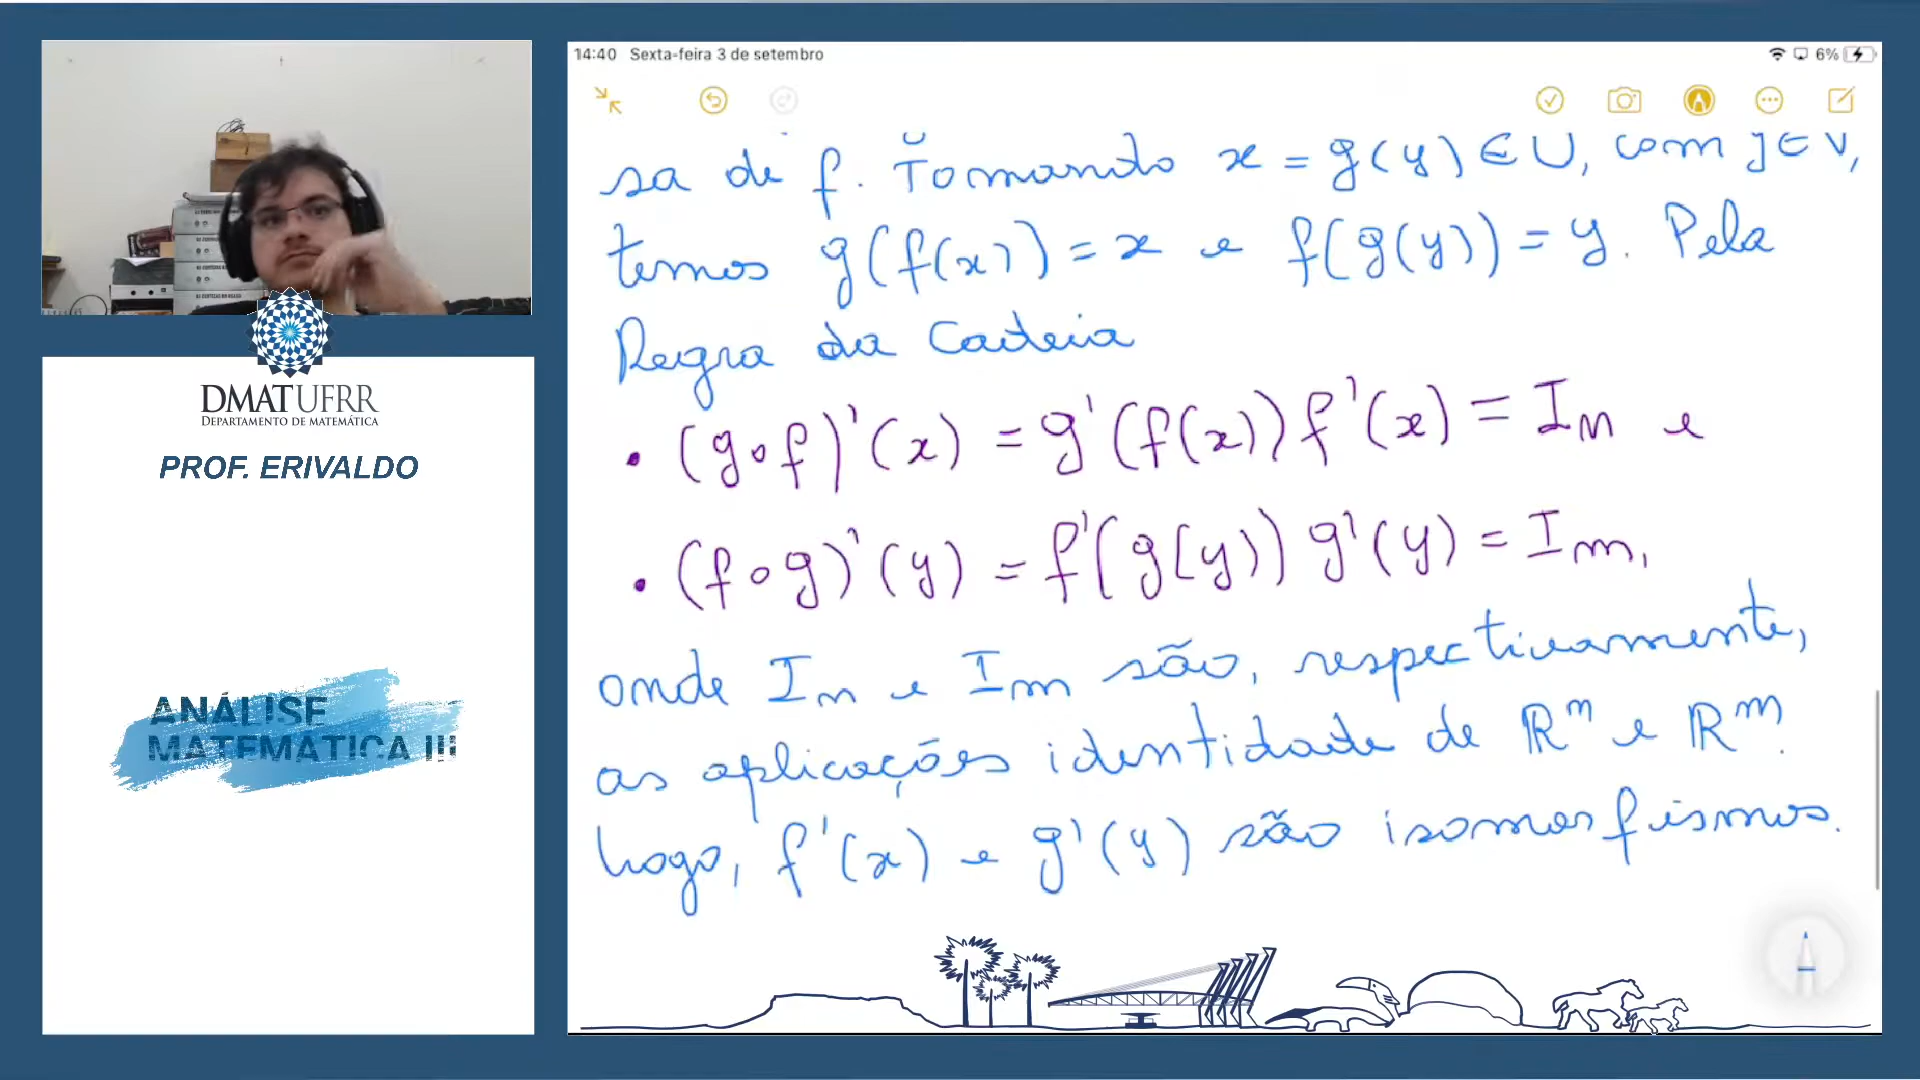 14:40 Sexta-feira 3 de setembro
6%
sa de f. Tomando x = g(y) ∈ U, com y ∈ V,
temos g(f(x)) = x e f(g(y)) = y. Pela
Regra da Cadeia
• (g∘f)'(x) = g'(f(x)) f'(x) = In e
• (f∘g)'(y) = f'(g(y)) g'(y) = Im,
onde In e Im são, respectivamente,
as aplicações identidade de ℝⁿ e ℝᵐ.
Logo, f'(x) e g'(y) são isomorfismos.
DMATUFRR
DEPARTAMENTO DE MATEMÁTICA
PROF. ERIVALDO
ANÁLISE
MATEMÁTICA III